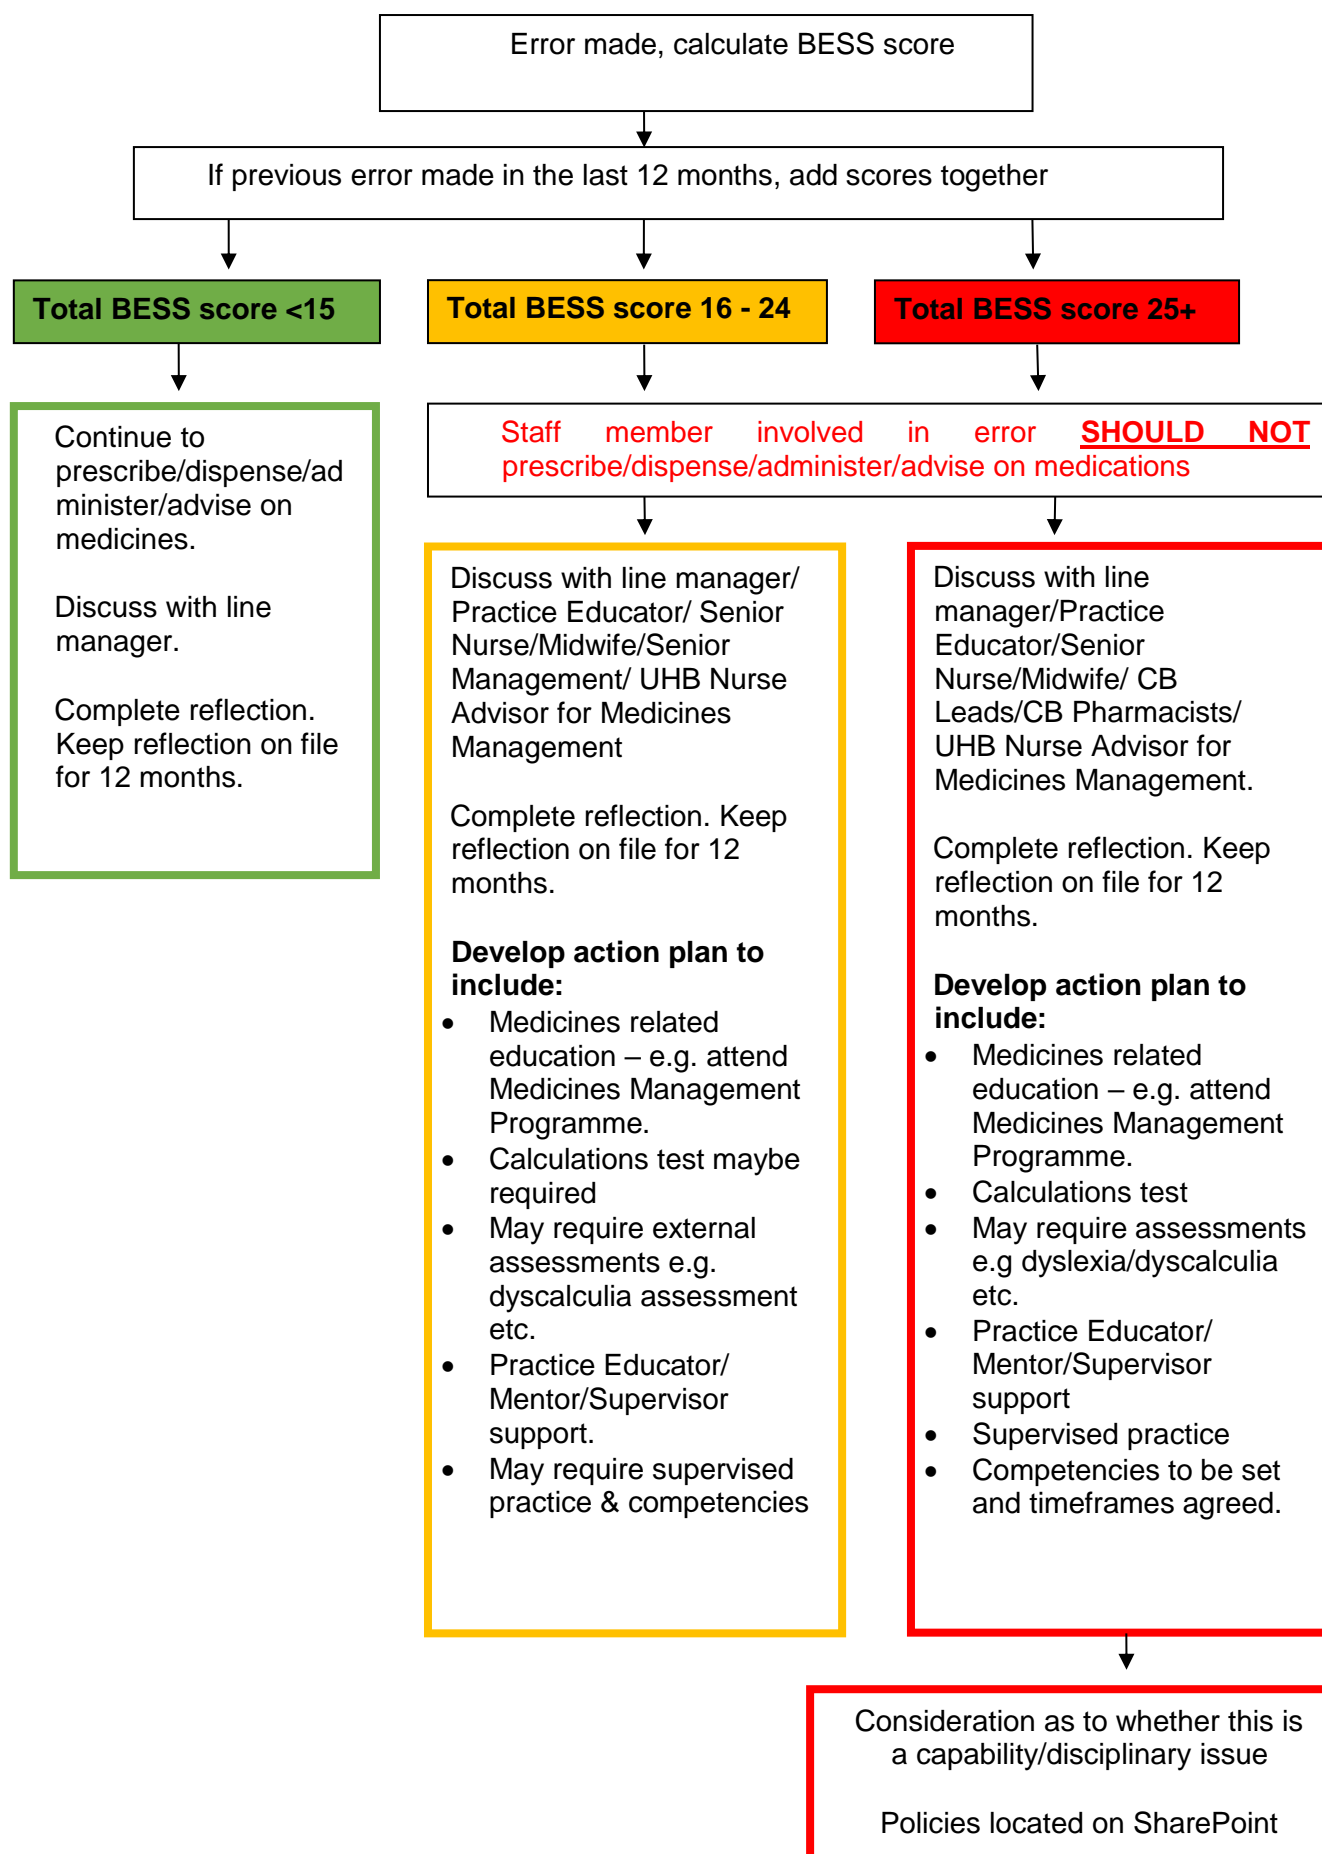 Error made, calculate BESS score
If previous error made in the last 12 months, add scores together
Total BESS score <15
Total BESS score 16 - 24
Total BESS score 25+
Continue to
prescribe/dispense/ad
minister/advise on
medicines.
Discuss with line
manager.
Complete reflection.
Keep reflection on file
for 12 months.
Staff member involved in error SHOULD NOT
prescribe/dispense/administer/advise on medications
Discuss with line manager/
Practice Educator/ Senior
Nurse/Midwife/Senior
Management/ UHB Nurse
Advisor for Medicines
Management
Complete reflection. Keep
reflection on file for 12
months.
Develop action plan to
include:
• Medicines related
education – e.g. attend
Medicines Management
Programme.
• Calculations test maybe
required
• May require external
assessments e.g.
dyscalculia assessment
etc.
• Practice Educator/
Mentor/Supervisor
support.
• May require supervised
practice & competencies
Discuss with line
manager/Practice
Educator/Senior
Nurse/Midwife/ CB
Leads/CB Pharmacists/
UHB Nurse Advisor for
Medicines Management.
Complete reflection. Keep
reflection on file for 12
months.
Develop action plan to
include:
• Medicines related
education – e.g. attend
Medicines Management
Programme.
• Calculations test
• May require assessments
e.g dyslexia/dyscalculia
etc.
• Practice Educator/
Mentor/Supervisor
support
• Supervised practice
• Competencies to be set
and timeframes agreed.
Consideration as to whether this is
a capability/disciplinary issue
Policies located on SharePoint